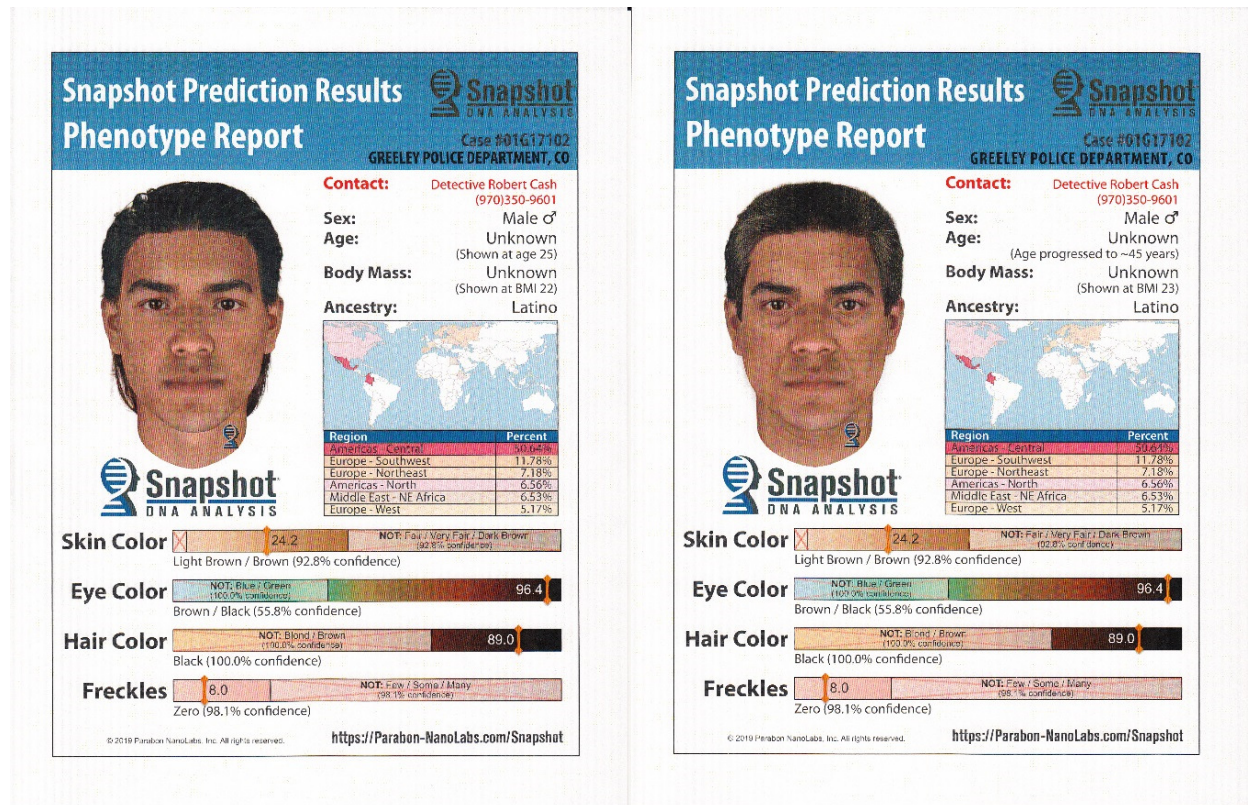 Snapshot Prediction Results
Phenotype Report
Snapshot
DNA ANALYSIS
Case #01G17102
GREELEY POLICE DEPARTMENT, CO
Contact: Detective Robert Cash
(970)350-9601
Sex: Male ♂
Age: Unknown
(Shown at age 25)
Body Mass: Unknown
(Shown at BMI 22)
Ancestry: Latino
Region Percent
Americas - Central 50.64%
Europe - Southwest 11.78%
Europe - Northeast 7.18%
Americas - North 6.56%
Middle East - NE Africa 6.53%
Europe - West 5.17%
Snapshot
DNA ANALYSIS
Skin Color 24.2 NOT: Fair / Very Fair / Dark Brown
(92.8% confidence)
Light Brown / Brown (92.8% confidence)
Eye Color NOT: Blue / Green 96.4
(100.0% confidence)
Brown / Black (55.8% confidence)
Hair Color NOT: Blond / Brown 89.0
(100.0% confidence)
Black (100.0% confidence)
Freckles 8.0 NOT: Few / Some / Many
(98.1% confidence)
Zero (98.1% confidence)
© 2019 Parabon NanoLabs, Inc. All rights reserved.
https://Parabon-NanoLabs.com/Snapshot
Snapshot Prediction Results
Phenotype Report
Snapshot
DNA ANALYSIS
Case #01G17102
GREELEY POLICE DEPARTMENT, CO
Contact: Detective Robert Cash
(970)350-9601
Sex: Male ♂
Age: Unknown
(Age progressed to ~45 years)
Body Mass: Unknown
(Shown at BMI 23)
Ancestry: Latino
Region Percent
Americas - Central 50.64%
Europe - Southwest 11.78%
Europe - Northeast 7.18%
Americas - North 6.56%
Middle East - NE Africa 6.53%
Europe - West 5.17%
Snapshot
DNA ANALYSIS
Skin Color 24.2 NOT: Fair / Very Fair / Dark Brown
(92.8% confidence)
Light Brown / Brown (92.8% confidence)
Eye Color NOT: Blue / Green 96.4
(100.0% confidence)
Brown / Black (55.8% confidence)
Hair Color NOT: Blond / Brown 89.0
(100.0% confidence)
Black (100.0% confidence)
Freckles 8.0 NOT: Few / Some / Many
(98.1% confidence)
Zero (98.1% confidence)
© 2019 Parabon NanoLabs, Inc. All rights reserved.
https://Parabon-NanoLabs.com/Snapshot